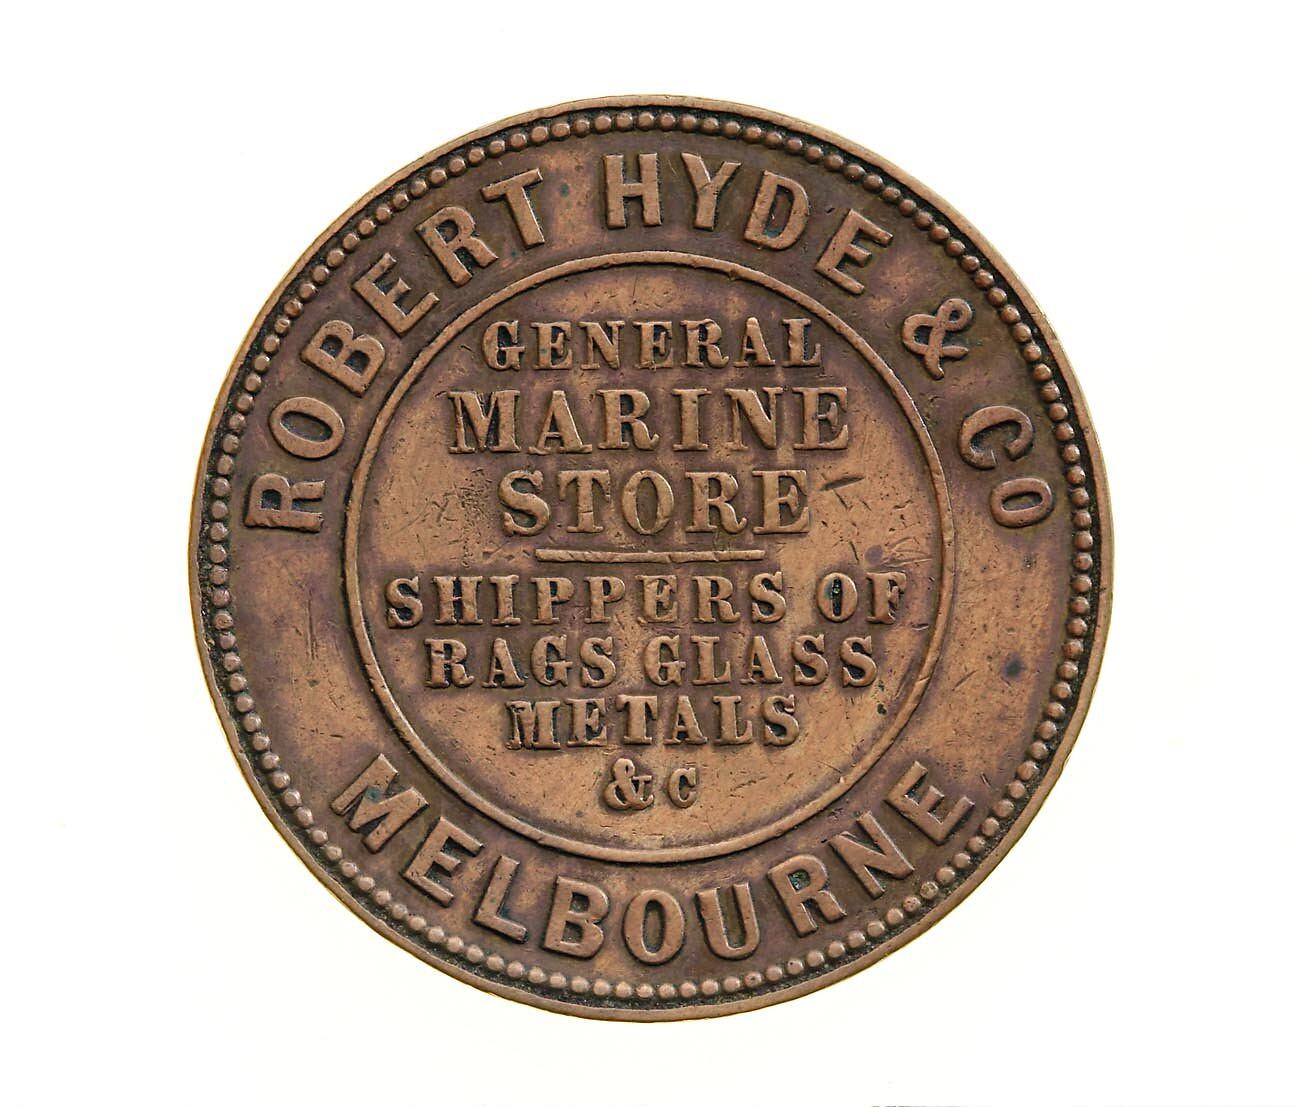 ROBERT HYDE & CO
GENERAL
MARINE
STORE
SHIPPERS OF
RAGS GLASS
METALS
& C
MELBOURNE